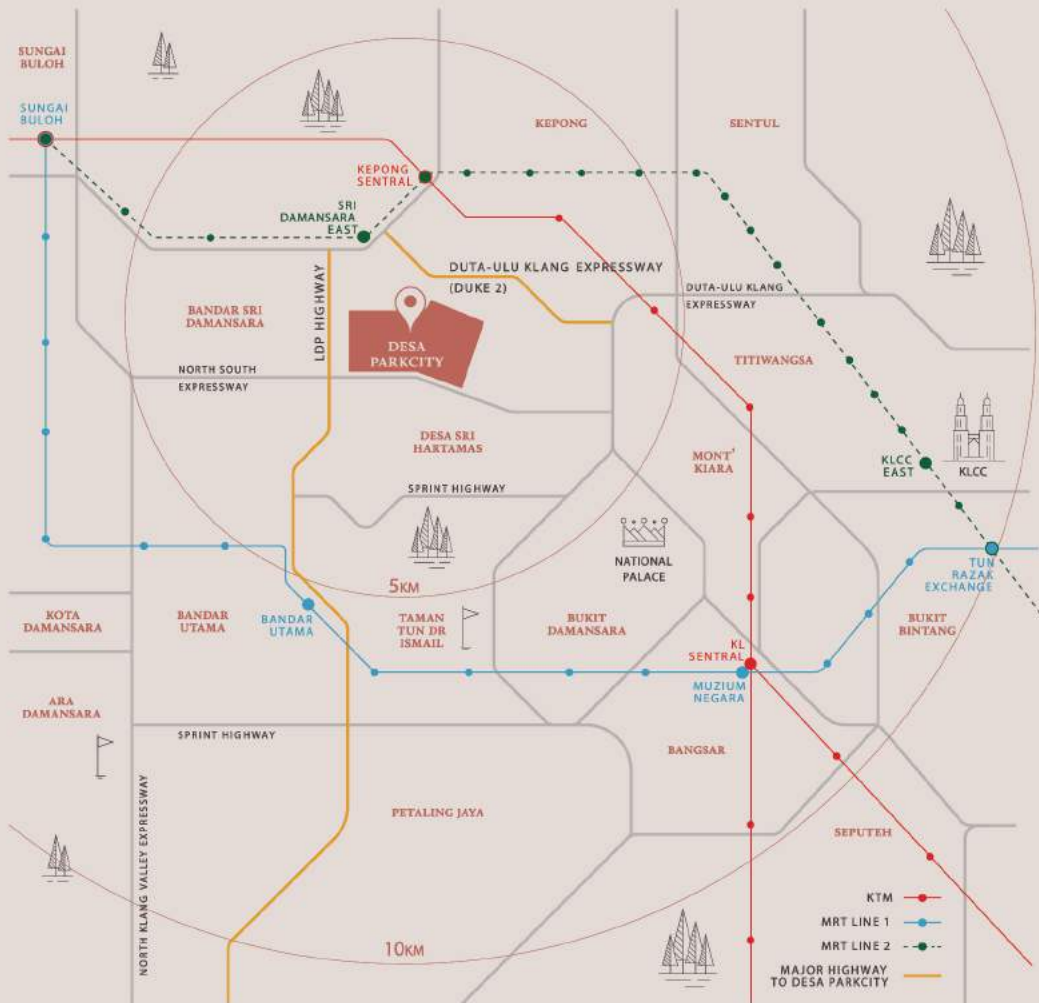 SUNGAI
BULOH
SUNGAI
BULOH
KEPONG
SENTUL
KEPONG
SENTRAL
SRI
DAMANSARA
EAST
DUTA-ULU KLANG EXPRESSWAY
(DUKE 2)
DUTA-ULU KLANG
EXPRESSWAY
LDP HIGHWAY
BANDAR SRI
DAMANSARA
DESA
PARKCITY
TITIWANGSA
NORTH SOUTH
EXPRESSWAY
DESA SRI
HARTAMAS
MONT'
KIARA
KLCC
EAST
KLCC
SPRINT HIGHWAY
NATIONAL
PALACE
TUN
RAZAK
EXCHANGE
5KM
KOTA
DAMANSARA
BANDAR
UTAMA
BANDAR
UTAMA
TAMAN
TUN DR
ISMAIL
BUKIT
DAMANSARA
BUKIT
BINTANG
KL
SENTRAL
MUZIUM
NEGARA
ARA
DAMANSARA
SPRINT HIGHWAY
BANGSAR
NORTH KLANG VALLEY EXPRESSWAY
PETALING JAYA
SEPUTEH
10KM
KTM
MRT LINE 1
MRT LINE 2
MAJOR HIGHWAY
TO DESA PARKCITY